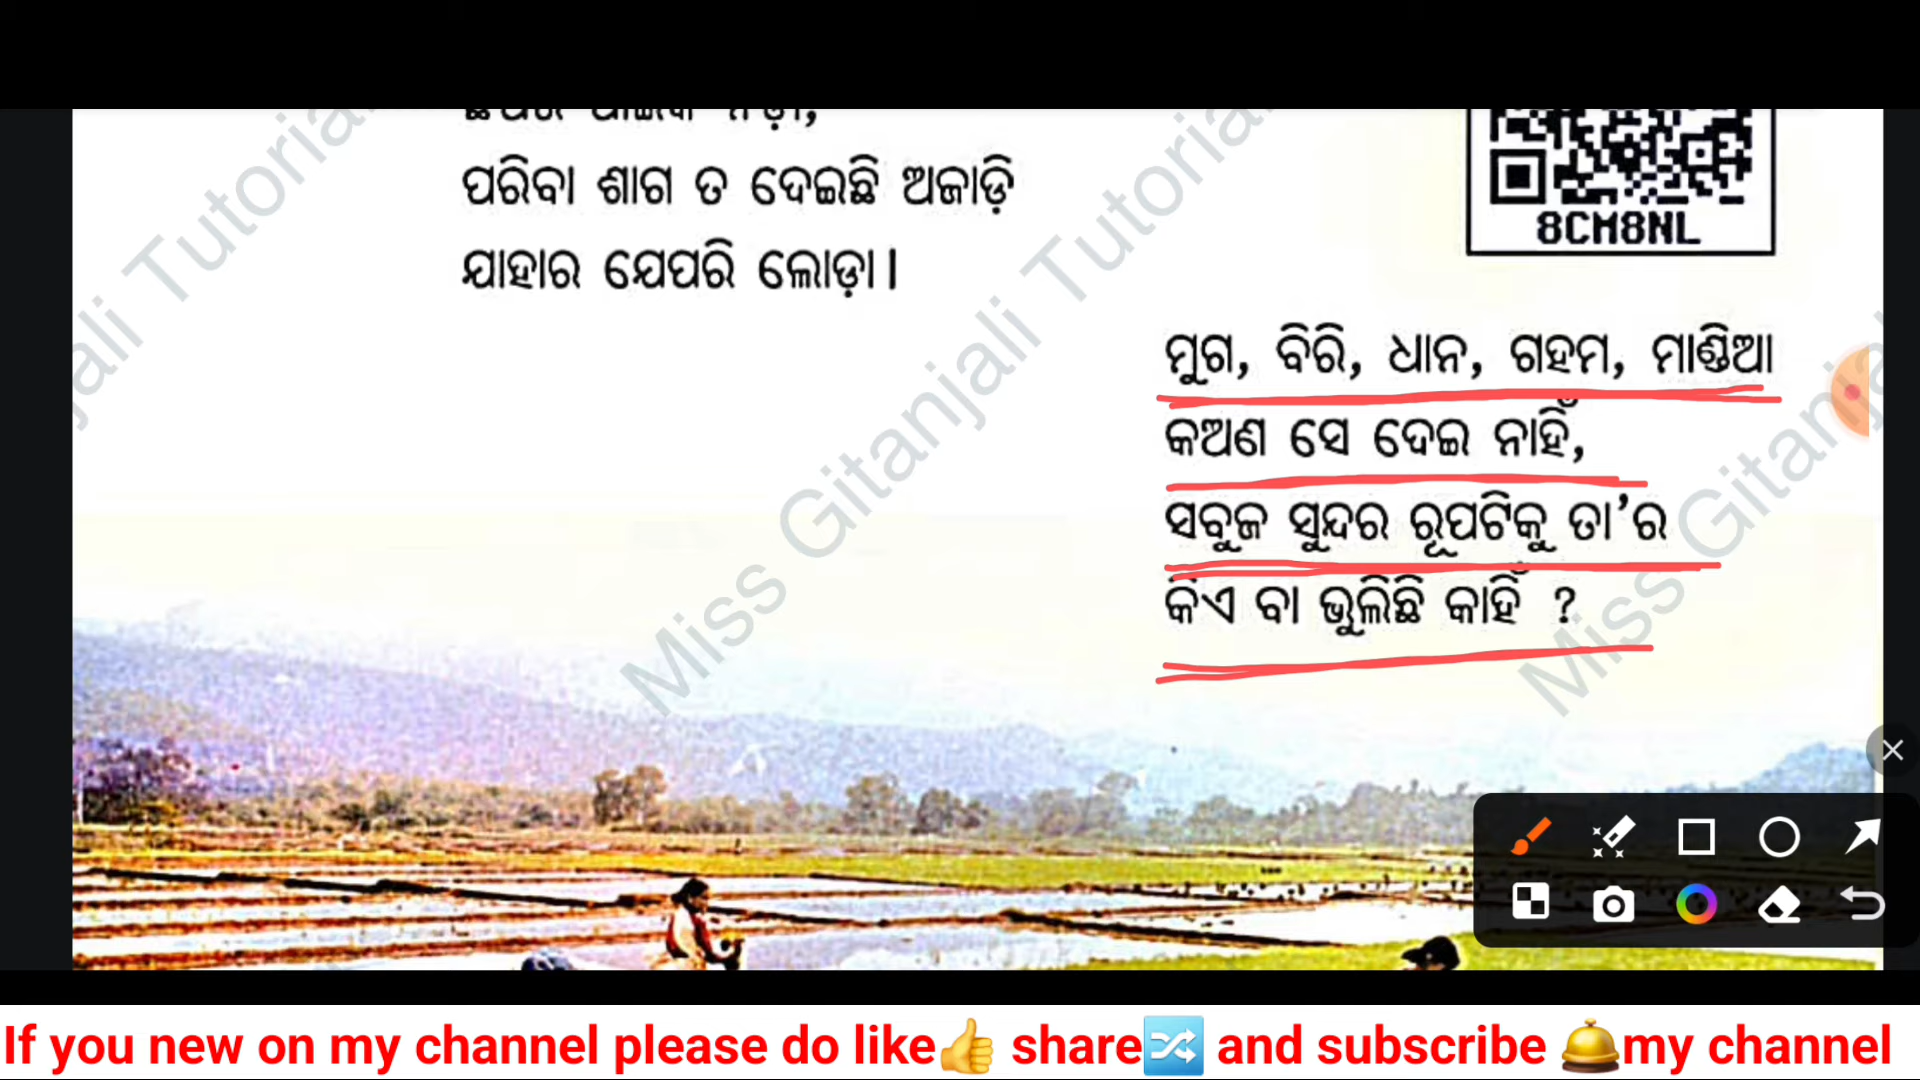 ପରିବା ଶାଗ ତ ଦେଇଛି ଅଜାଡ଼ି
ଯାହାର ଯେପରି ଲୋଡ଼ା।
8CM8NL
ମୁଗ, ବିରି, ଧାନ, ଗହମ, ମାଣ୍ଡିଆ
କଅଣ ସେ ଦେଇ ନାହିଁ,
ସବୁଜ ସୁନ୍ଦର ରୂପଟିକୁ ତା’ର
କିଏ ବା ଭୁଲିଛି କାହିଁ ?
Miss Gitanjali Tutorial
If you new on my channel please do like👍 share🔀 and subscribe 🛎️my channel